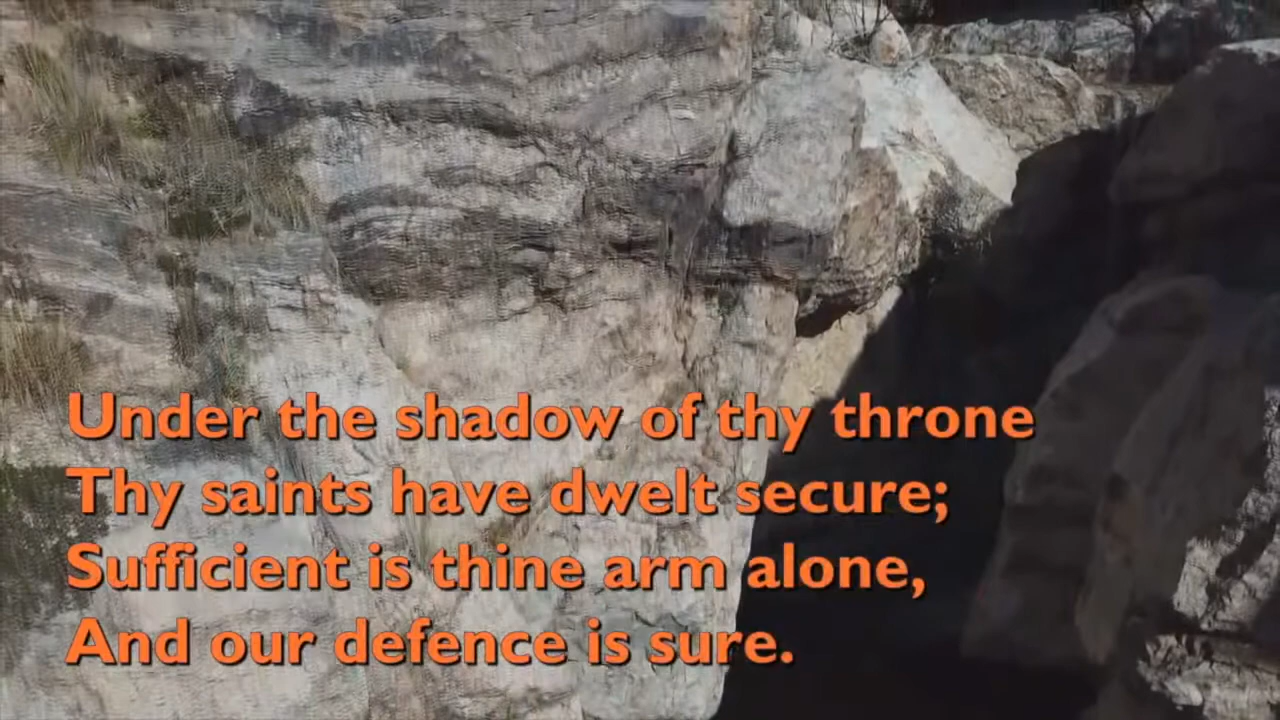 Under the shadow of thy throne
Thy saints have dwelt secure;
Sufficient is thine arm alone,
And our defence is sure.